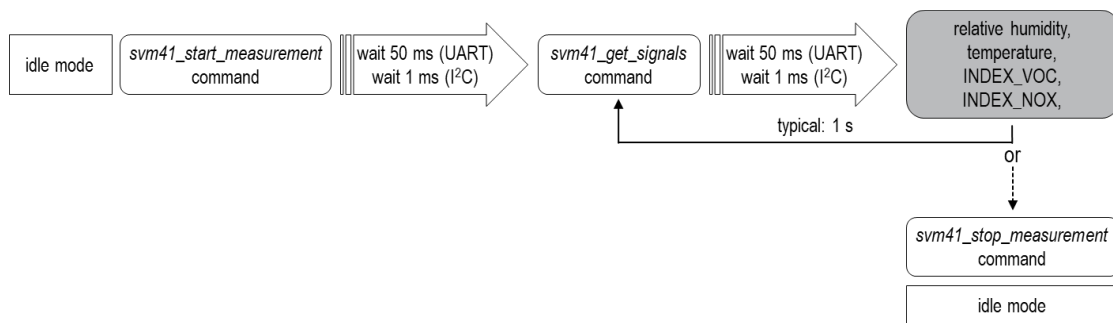 idle mode
svm41_start_measurement
command
wait 50 ms (UART)
wait 1 ms (I²C)
svm41_get_signals
command
wait 50 ms (UART)
wait 1 ms (I²C)
relative humidity,
temperature,
INDEX_VOC,
INDEX_NOX,
typical: 1 s
or
svm41_stop_measurement
command
idle mode